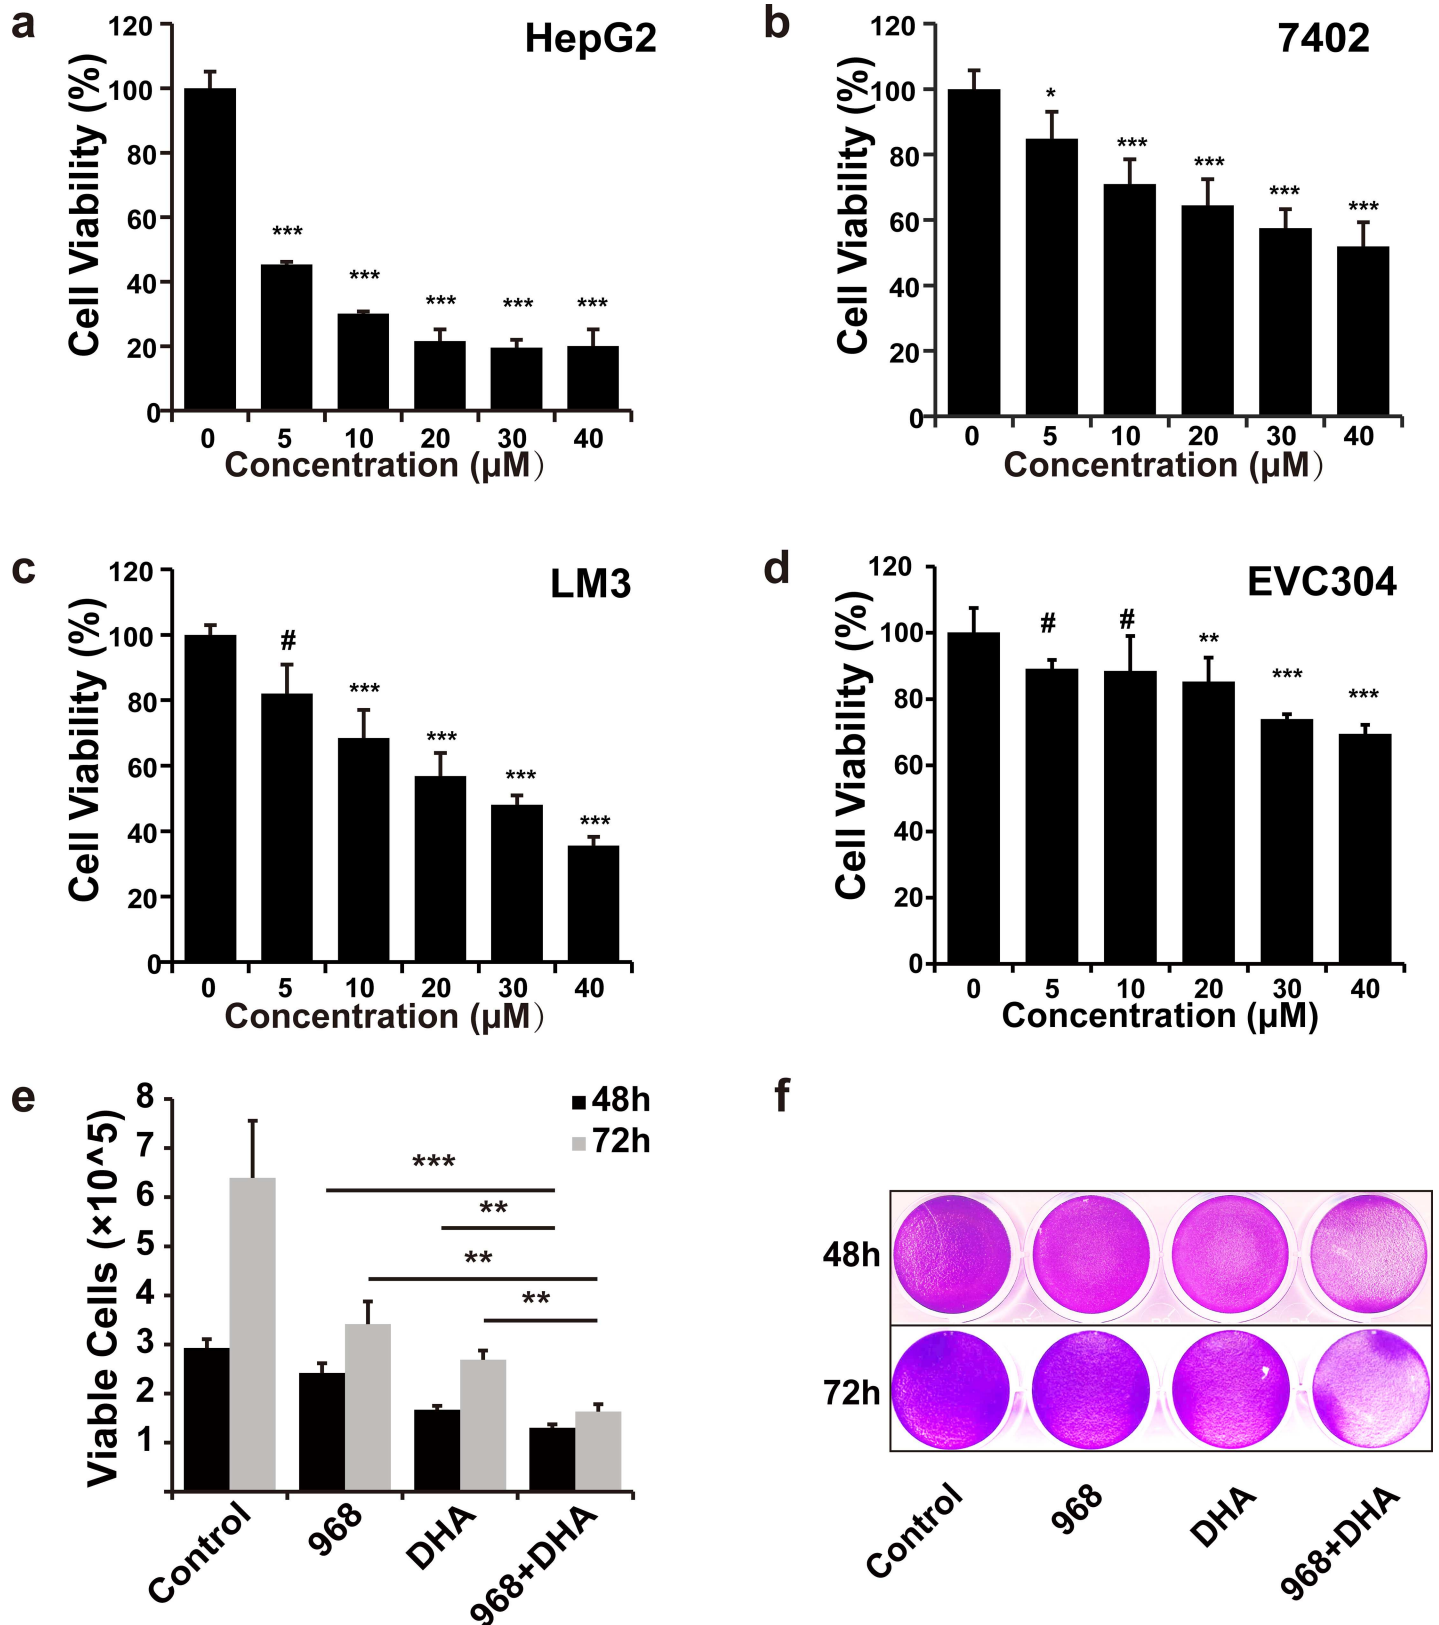 a
HepG2
Cell Viability (%)
120
100
80
60
40
20
0
***
***
***
***
***
0 5 10 20 30 40
Concentration (μM）
b
7402
Cell Viability (%)
120
100
80
60
40
20
0
*
***
***
***
***
0 5 10 20 30 40
Concentration (μM）
c
LM3
Cell Viability (%)
120
100
80
60
40
20
0
#
***
***
***
***
0 5 10 20 30 40
Concentration (μM）
d
EVC304
Cell Viability (%)
120
100
80
60
40
20
0
#
#
**
***
***
0 5 10 20 30 40
Concentration (μM)
e
Viable Cells (×10^5)
8
7
6
5
4
3
2
1
48h
72h
***
**
**
**
Control 968 DHA 968+DHA
f
48h
72h
Control 968 DHA 968+DHA